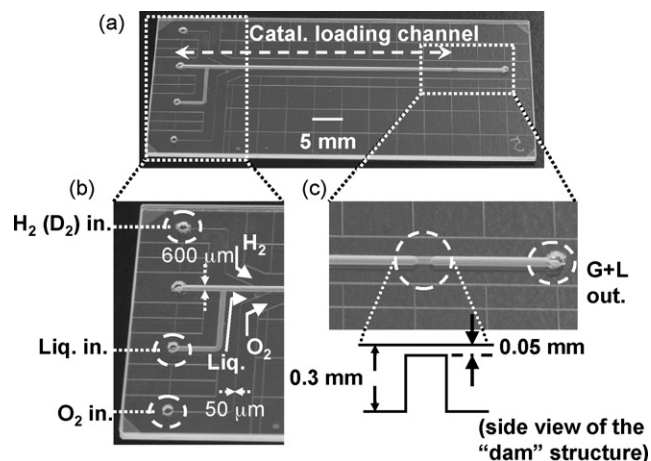 (a)
Catal. loading channel
5 mm
(b)
(c)
H₂ (D₂) in.
600 μm
H₂
Liq. in.
Liq.
O₂
50 μm
O₂ in.
G+L
out.
0.05 mm
0.3 mm
(side view of the
“dam” structure)